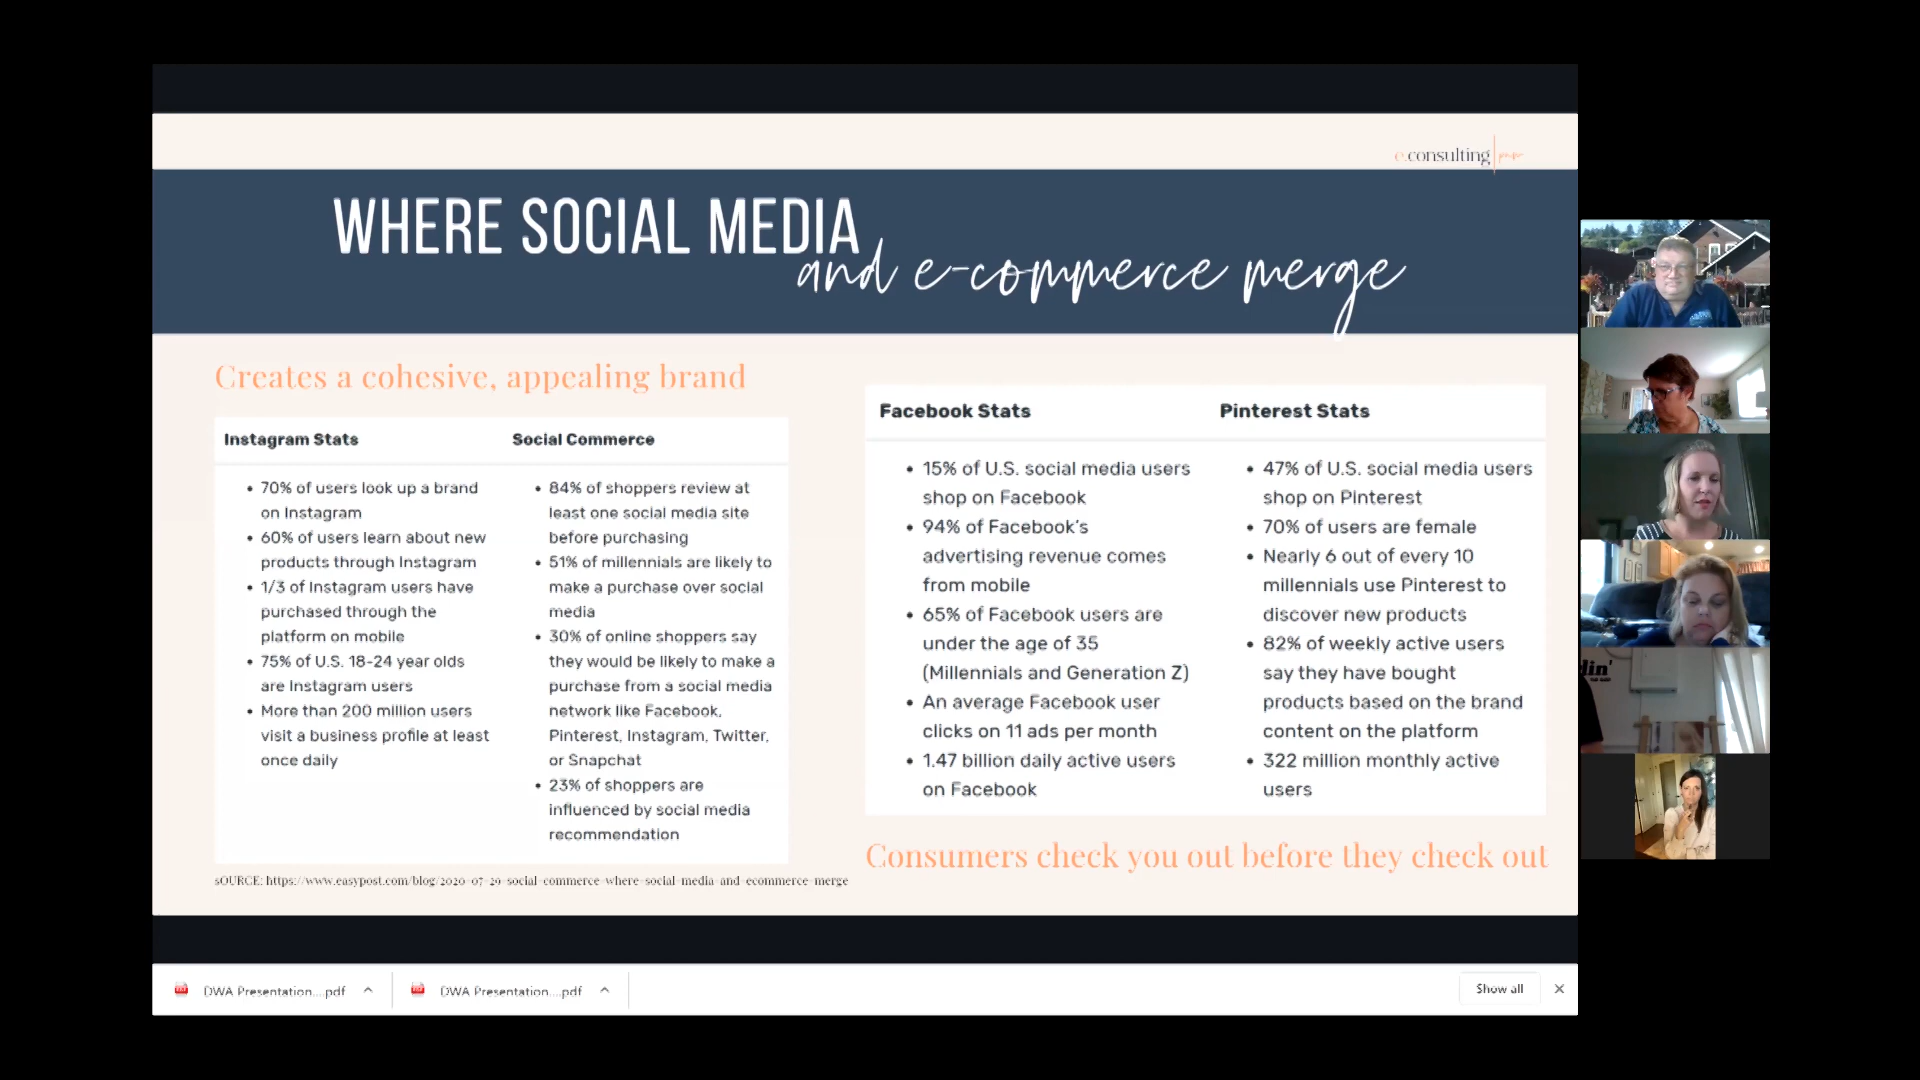 e.consulting
WHERE SOCIAL MEDIA
and e-commerce merge
Creates a cohesive, appealing brand
Instagram Stats
• 70% of users look up a brand
on Instagram
• 60% of users learn about new
products through Instagram
• 1/3 of Instagram users have
purchased through the
platform on mobile
• 75% of U.S. 18-24 year olds
are Instagram users
• More than 200 million users
visit a business profile at least
once daily
Social Commerce
• 84% of shoppers review at
least one social media site
before purchasing
• 51% of millennials are likely to
make a purchase over social
media
• 30% of online shoppers say
they would be likely to make a
purchase from a social media
network like Facebook,
Pinterest, Instagram, Twitter,
or Snapchat
• 23% of shoppers are
influenced by social media
recommendation
sOURCE: https://www.easypost.com/blog/2020-07-29-social-commerce-where-social-media-and-ecommerce-merge
Facebook Stats
• 15% of U.S. social media users
shop on Facebook
• 94% of Facebook's
advertising revenue comes
from mobile
• 65% of Facebook users are
under the age of 35
(Millennials and Generation Z)
• An average Facebook user
clicks on 11 ads per month
• 1.47 billion daily active users
on Facebook
Pinterest Stats
• 47% of U.S. social media users
shop on Pinterest
• 70% of users are female
• Nearly 6 out of every 10
millennials use Pinterest to
discover new products
• 82% of weekly active users
say they have bought
products based on the brand
content on the platform
• 322 million monthly active
users
Consumers check you out before they check out
lin'
DWA Presentation....pdf
DWA Presentation....pdf
Show all